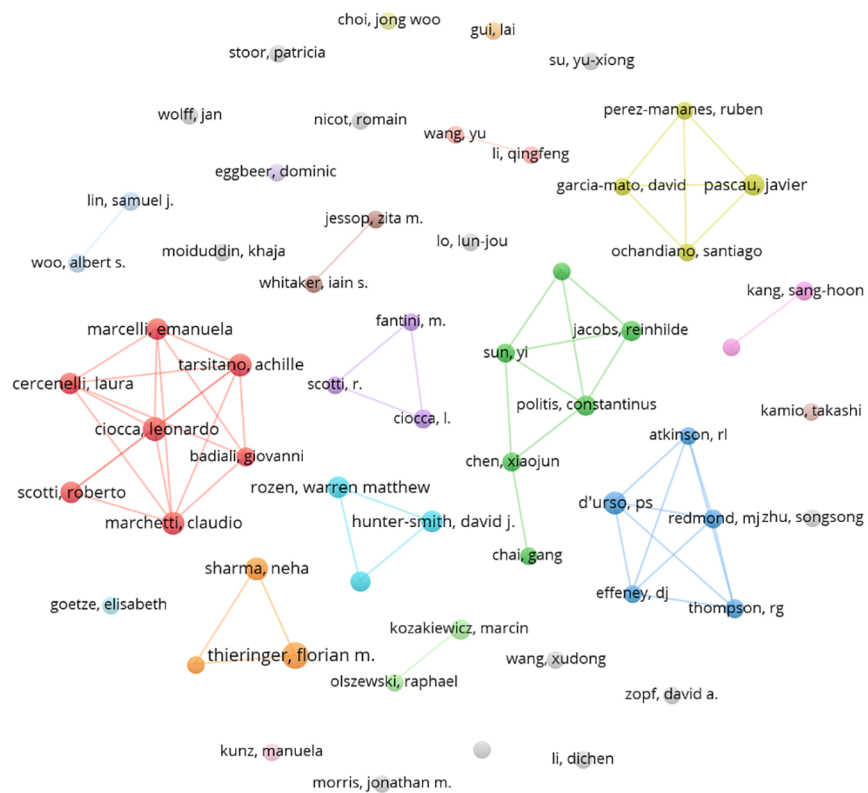 choi, jong woo
gui, lai
stoor, patricia
su, yu-xiong
wolff, jan
nicot, romain
perez-mananes, ruben
wang, yu
li, qingfeng
eggbeer, dominic
garcia-mato, david
pascau, javier
lin, samuel j.
jessop, zita m.
lo, lun-jou
moiduddin, khaja
ochandiano, santiago
woo, albert s.
whitaker, iain s.
kang, sang-hoon
marcelli, emanuela
fantini, m.
jacobs, reinhilde
sun, yi
tarsitano, achille
cercenelli, laura
scotti, r.
politis, constantinus
kamio, takashi
ciocca, l.
ciocca, leonardo
atkinson, rl
badiali, giovanni
chen, xiaojun
scotti, roberto
rozen, warren matthew
d'urso, ps
redmond, mj
zhu, songsong
marchetti, claudio
hunter-smith, david j.
chai, gang
sharma, neha
effeney, dj
goetze, elisabeth
thompson, rg
kozakiewicz, marcin
thieringer, florian m.
wang, xudong
olszewski, raphael
zopf, david a.
kunz, manuela
li, dichen
morris, jonathan m.